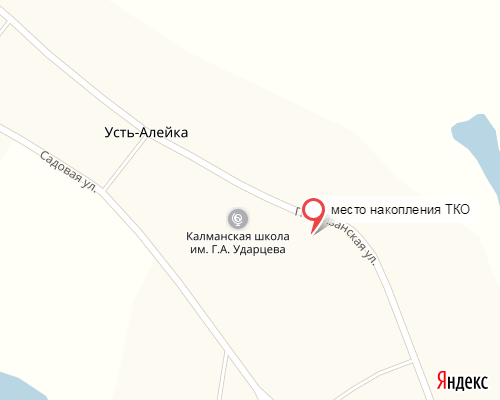 Усть-Алейка
Садовая ул.
место накопления ТКО
Калманская школа
им. Г.А. Ударцева
Яндекс